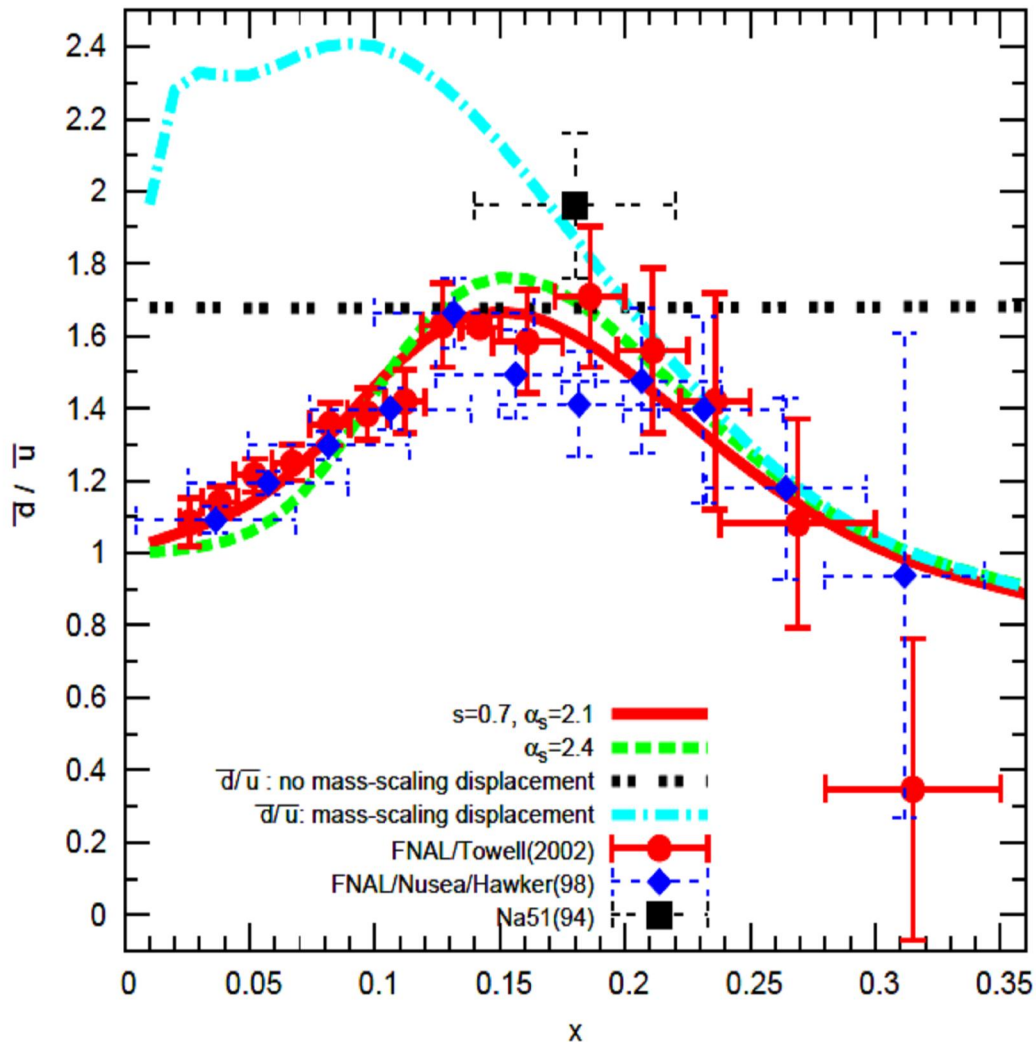 2.4
2.2
2
1.8
1.6
1.4
1.2
1
0.8
0.6
0.4
0.2
0
d̅ / u̅
s=0.7, αₛ=2.1
αₛ=2.4
d̅/u̅ : no mass-scaling displacement
d̅/u̅: mass-scaling displacement
FNAL/Towell(2002)
FNAL/Nusea/Hawker(98)
Na51(94)
0 0.05 0.1 0.15 0.2 0.25 0.3 0.35
x